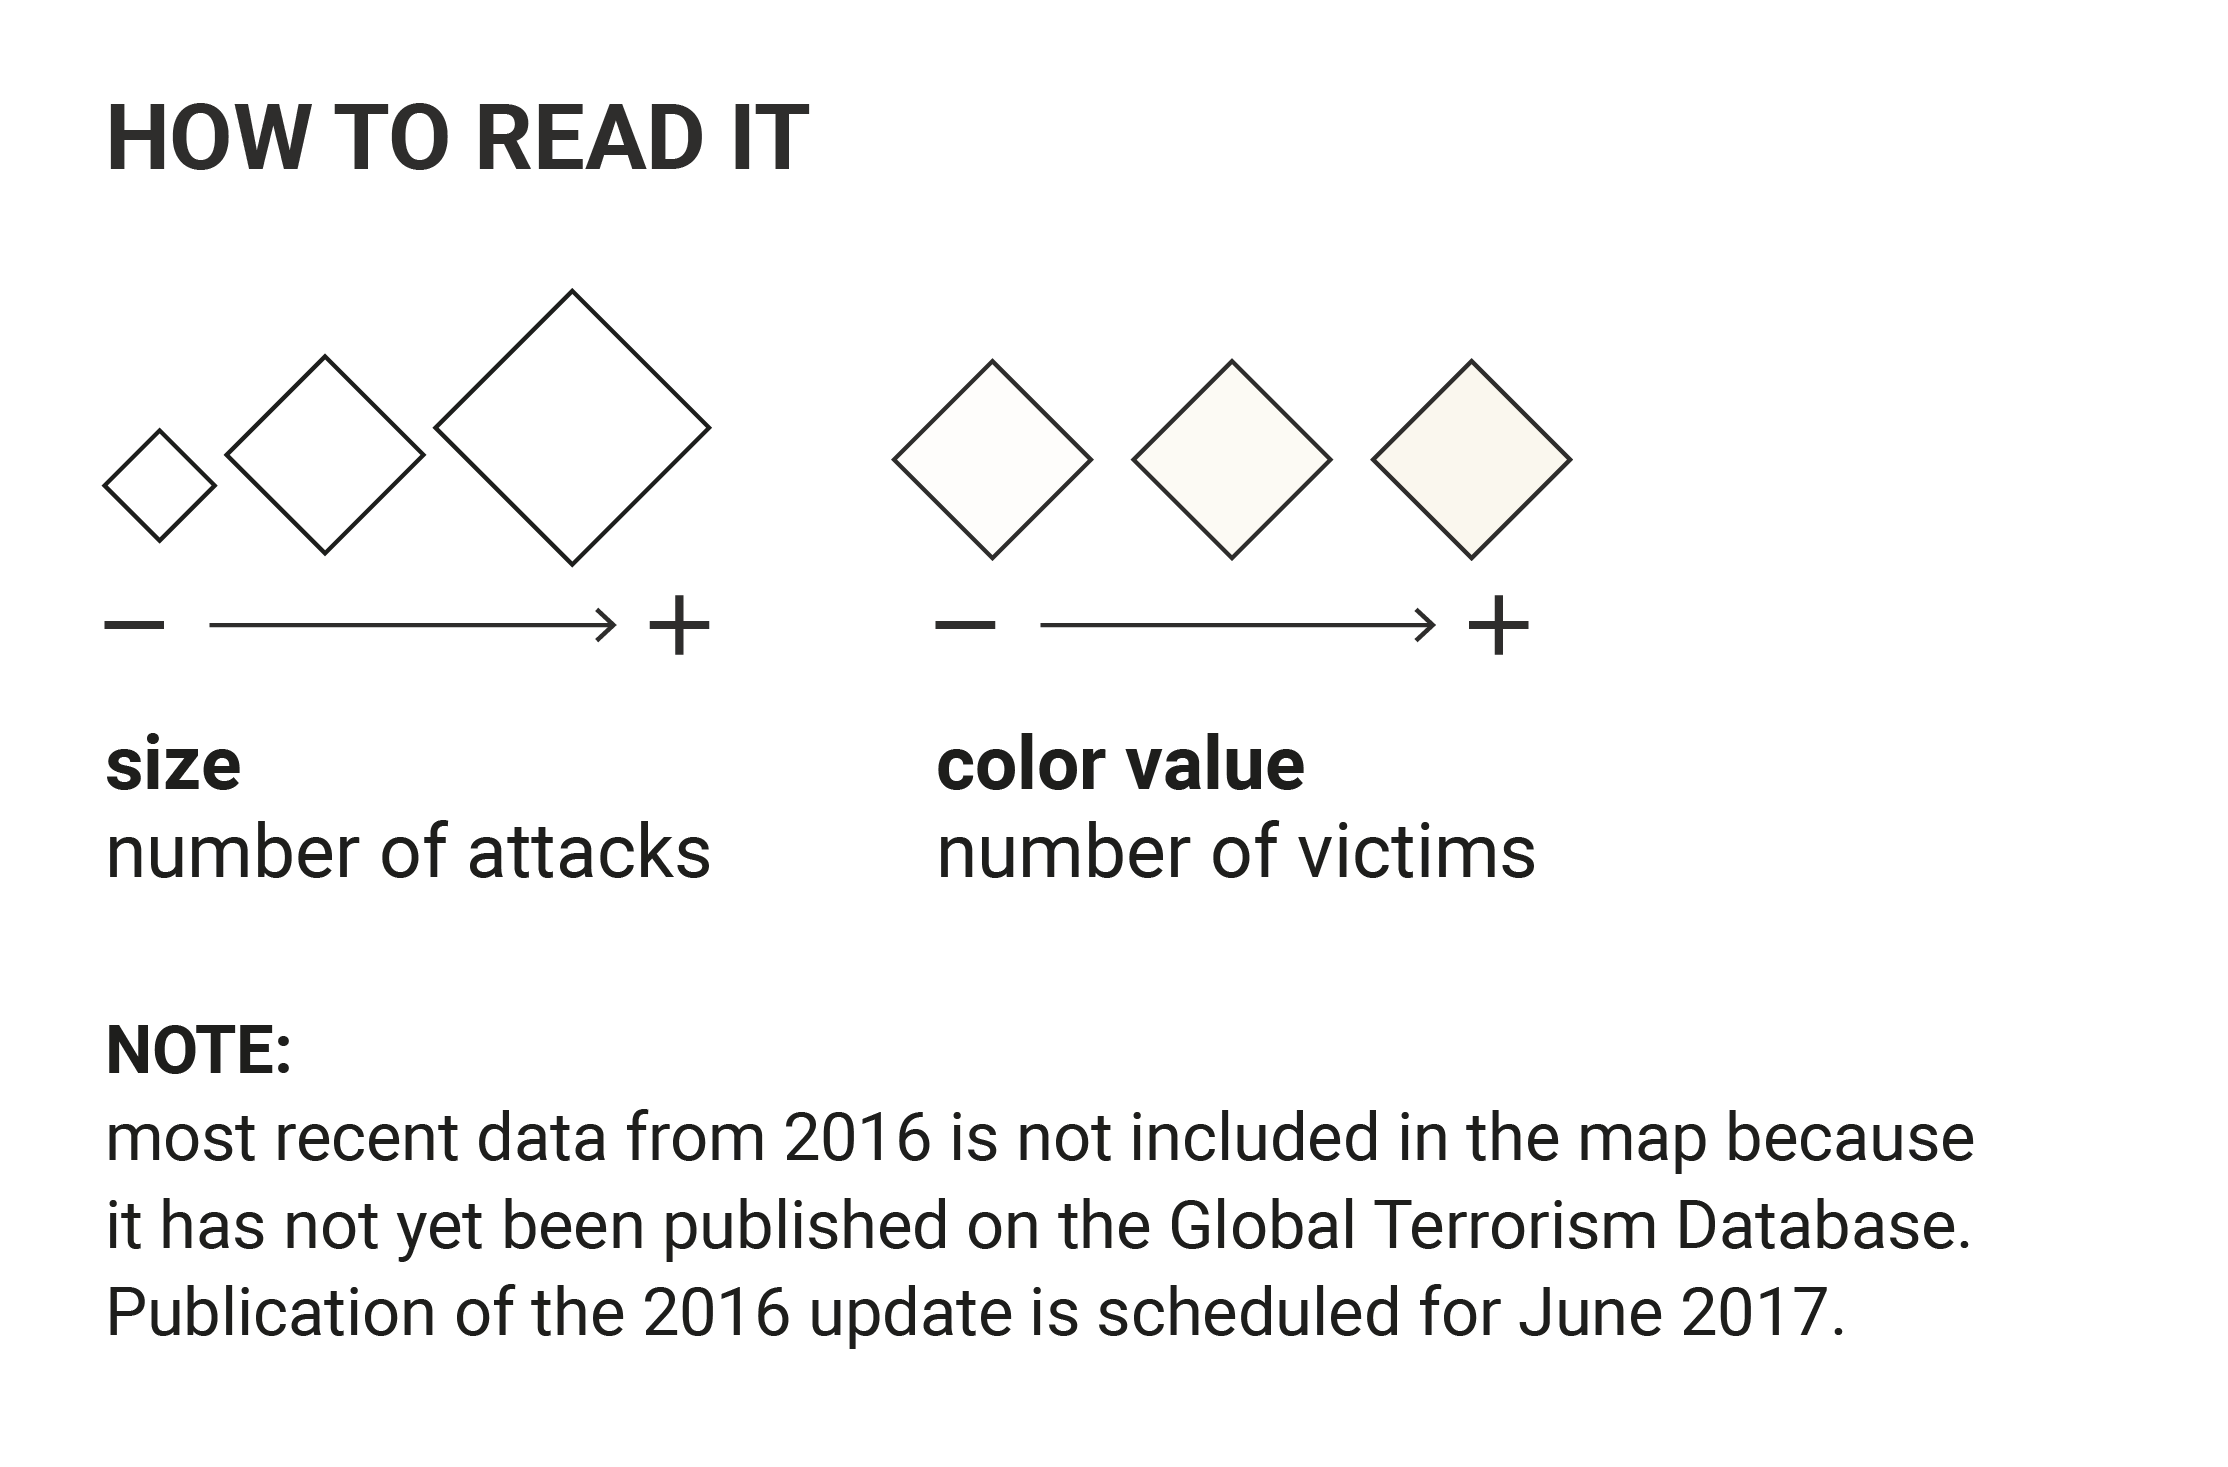 HOW TO READ IT
size
number of attacks
color value
number of victims
NOTE:
most recent data from 2016 is not included in the map because
it has not yet been published on the Global Terrorism Database.
Publication of the 2016 update is scheduled for June 2017.